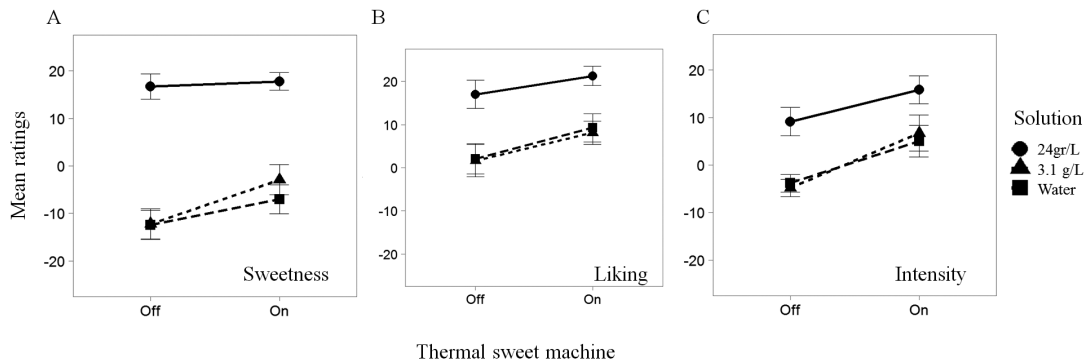 A
B
C
Mean ratings
20
10
0
-10
-20
Off
On
Sweetness
20
10
0
-10
-20
Off
On
Liking
20
10
0
-10
-20
Off
On
Intensity
Solution
24gr/L
3.1 g/L
Water
Thermal sweet machine